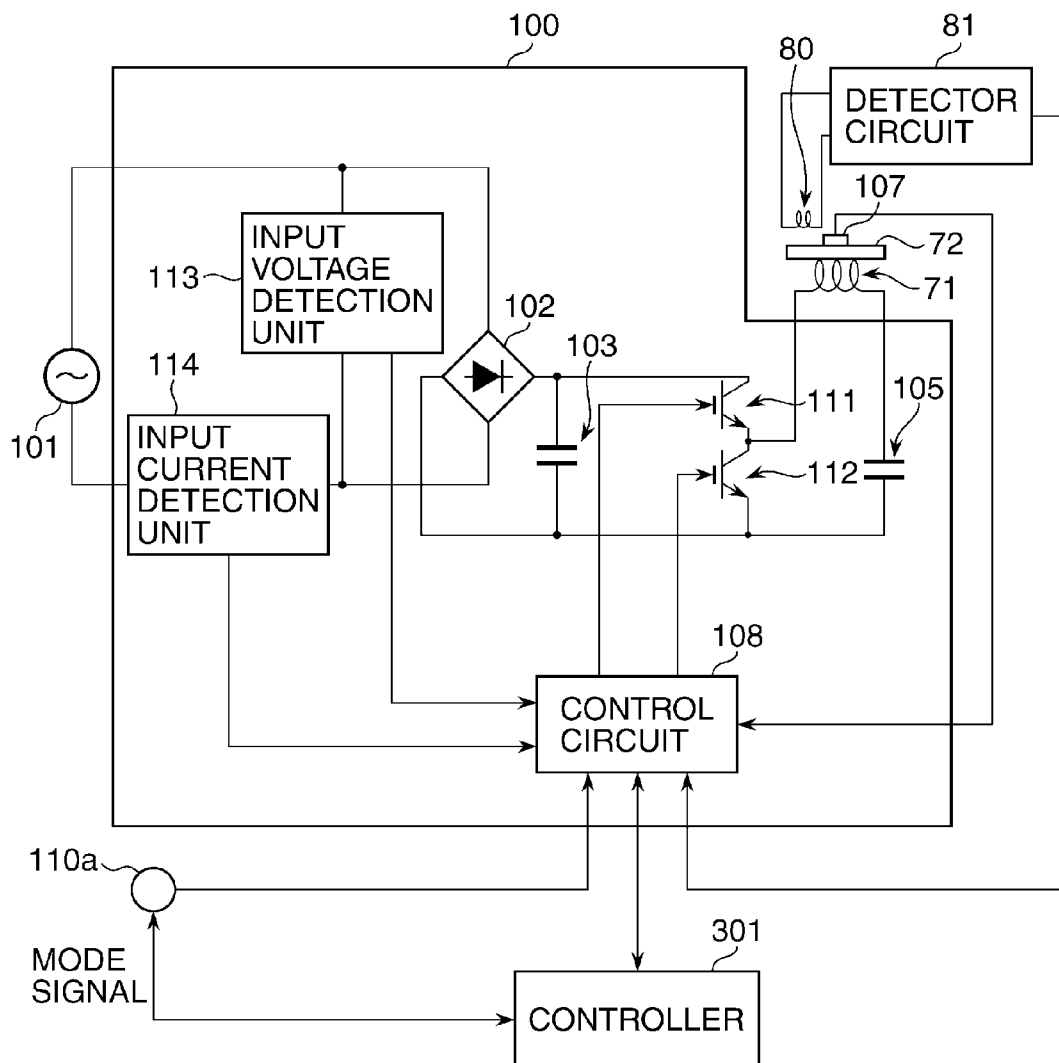 100
80
81
DETECTOR
CIRCUIT
107
72
71
INPUT
VOLTAGE
DETECTION
UNIT
113
102
103
114
101
INPUT
CURRENT
DETECTION
UNIT
111
105
112
108
CONTROL
CIRCUIT
110a
MODE
SIGNAL
301
CONTROLLER